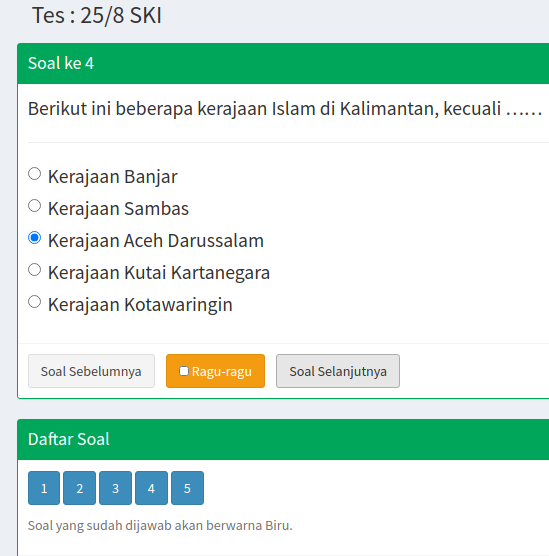 Tes : 25/8 SKI
Soal ke 4
Berikut ini beberapa kerajaan Islam di Kalimantan, kecuali ……
Kerajaan Banjar
Kerajaan Sambas
Kerajaan Aceh Darussalam
Kerajaan Kutai Kartanegara
Kerajaan Kotawaringin
Soal Sebelumnya Ragu-ragu Soal Selanjutnya
Daftar Soal
1 2 3 4 5
Soal yang sudah dijawab akan berwarna Biru.